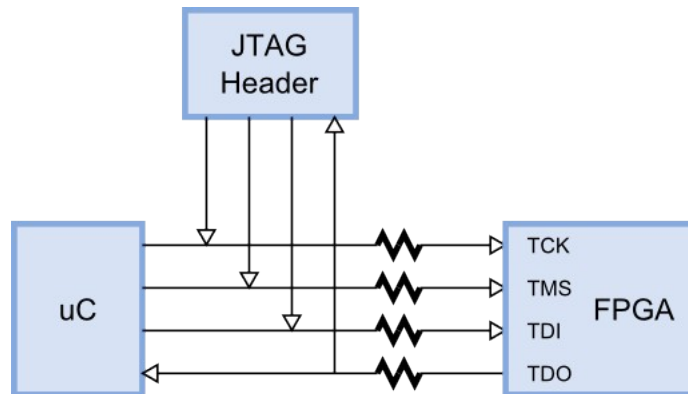 JTAG
Header
uC
TCK
TMS
TDI
TDO
FPGA